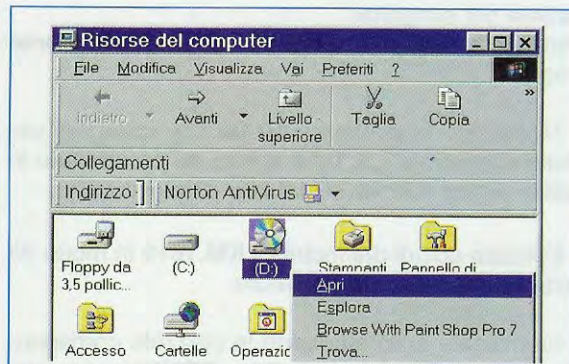 Risorse del computer
File Modifica Visualizza Vai Preferiti ?
Indietro Avanti Livello superiore Taglia Copia »
Collegamenti
Indirizzo Norton AntiVirus
Floppy da 3,5 pollic... (C:) (D:) Stampanti Pannello di
Apri
Esplora
Browse With Paint Shop Pro 7
Trova...
Accesso Cartelle Operazic